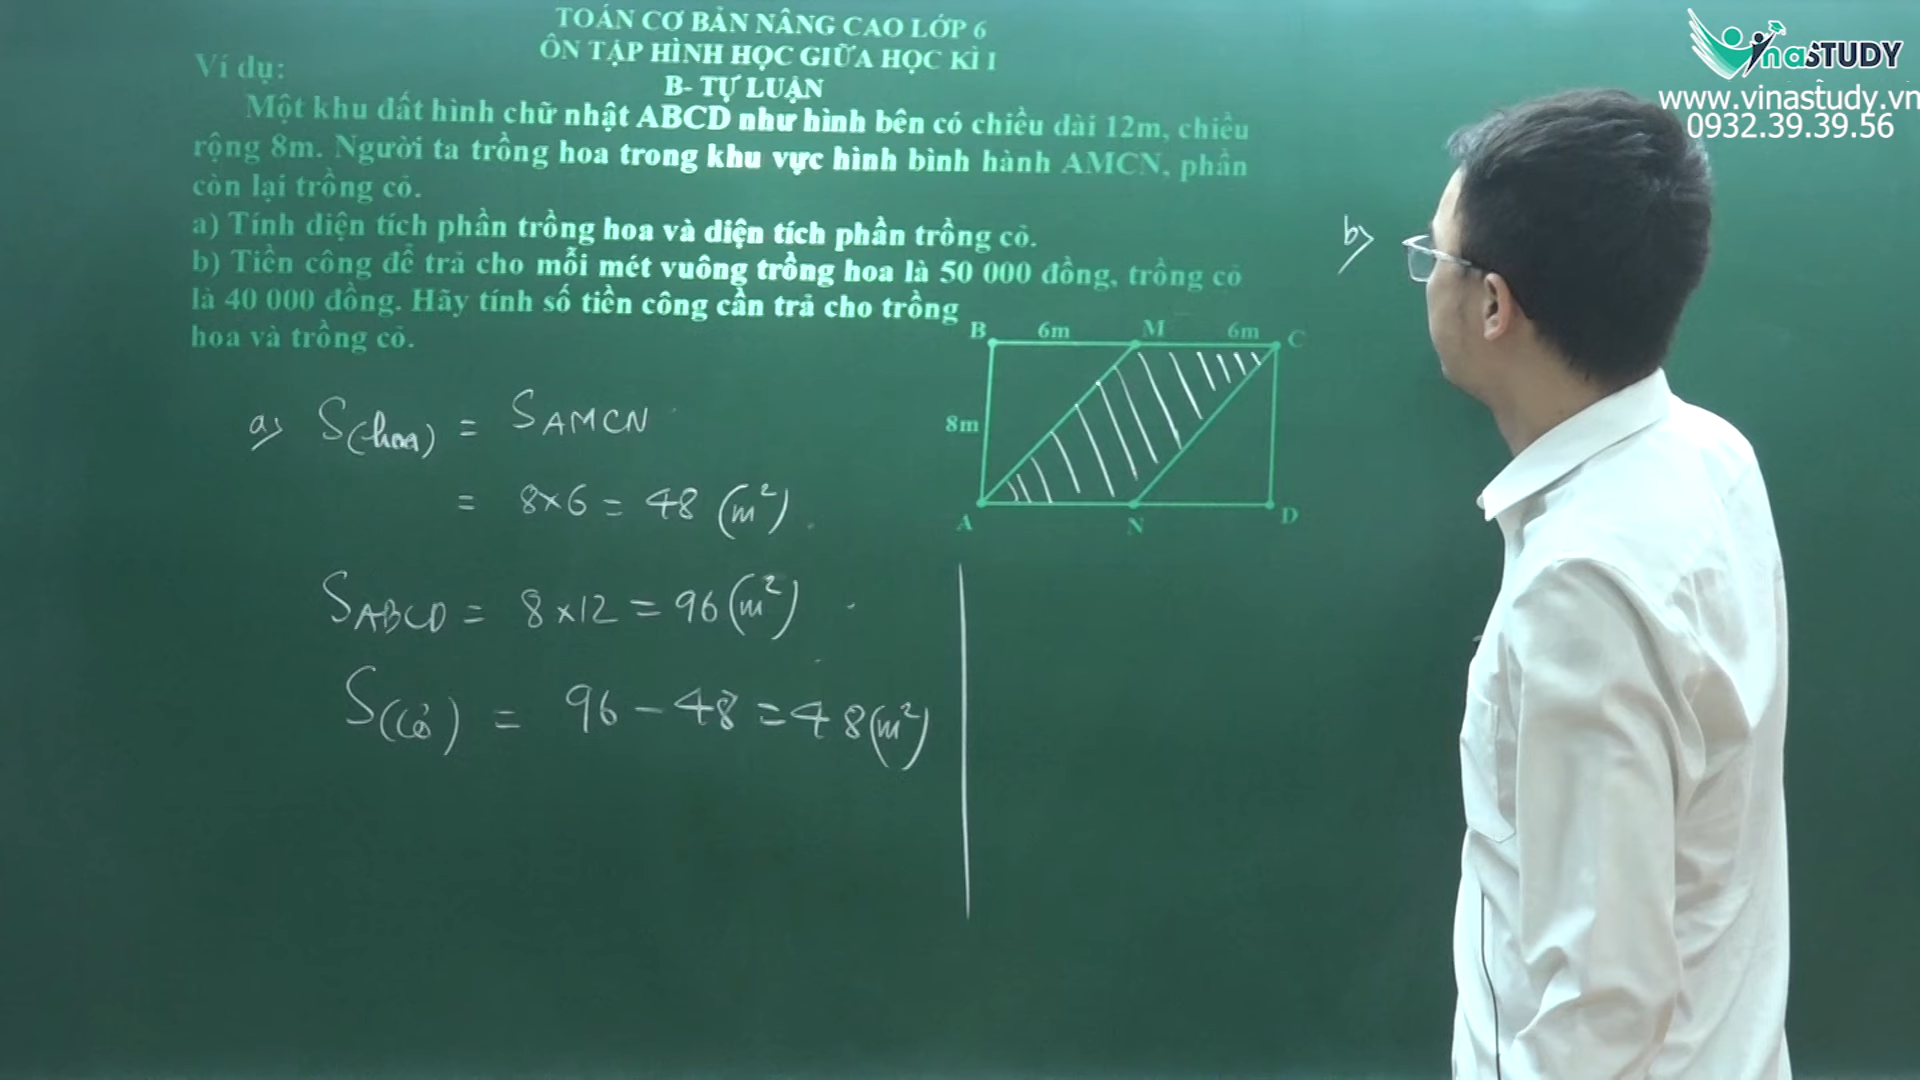 TOÁN CƠ BẢN NÂNG CAO LỚP 6
ÔN TẬP HÌNH HỌC GIỮA HỌC KÌ I
B- TỰ LUẬN
Ví dụ:
Một khu đất hình chữ nhật ABCD như hình bên có chiều dài 12m, chiều
rộng 8m. Người ta trồng hoa trong khu vực hình bình hành AMCN, phần
còn lại trồng cỏ.
a) Tính diện tích phần trồng hoa và diện tích phần trồng cỏ.
b) Tiền công để trả cho mỗi mét vuông trồng hoa là 50 000 đồng, trồng cỏ
là 40 000 đồng. Hãy tính số tiền công cần trả cho trồng
hoa và trồng cỏ.
B 6m M 6m C
8m
A N D
a) S(hoa) = SAMCN
= 8×6 = 48 (m²)
SABCD = 8×12 = 96 (m²)
S(cỏ) = 96 – 48 = 48 (m²)
b)
VinaSTUDY
www.vinastudy.vn
0932.39.39.56